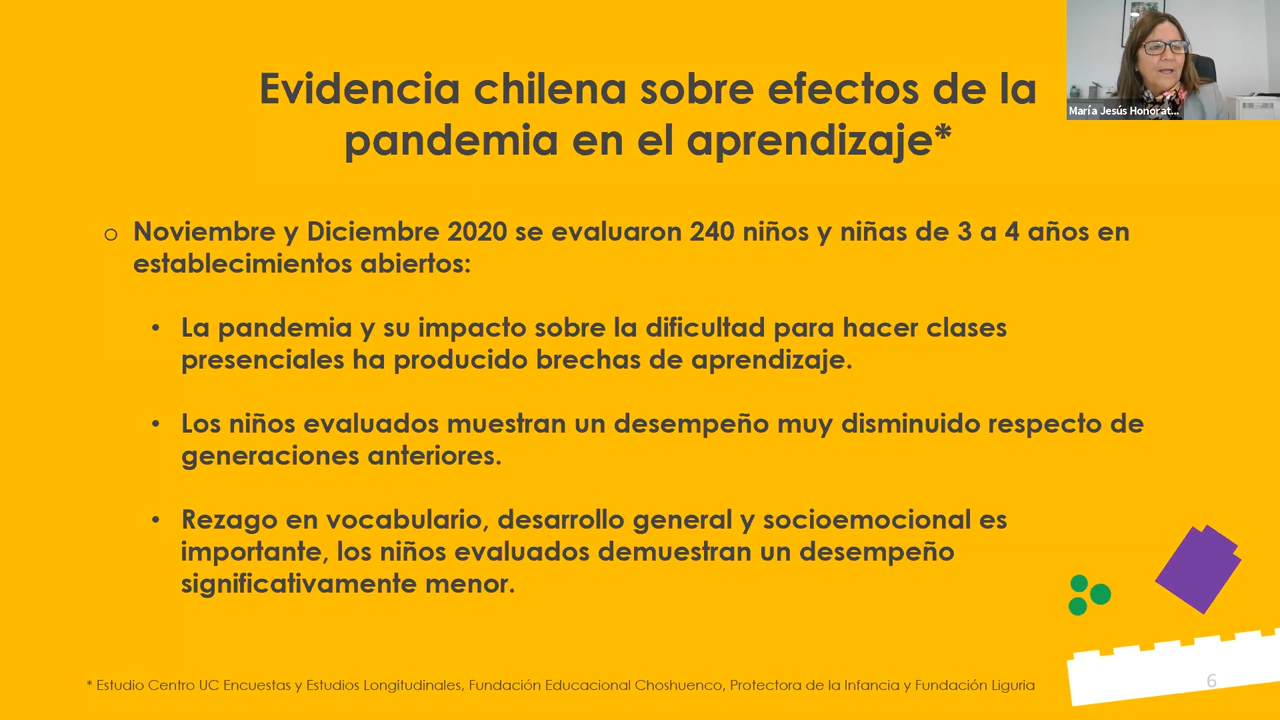 Evidencia chilena sobre efectos de la
pandemia en el aprendizaje*
María Jesús Honorat...
o Noviembre y Diciembre 2020 se evaluaron 240 niños y niñas de 3 a 4 años en
establecimientos abiertos:
• La pandemia y su impacto sobre la dificultad para hacer clases
presenciales ha producido brechas de aprendizaje.
• Los niños evaluados muestran un desempeño muy disminuido respecto de
generaciones anteriores.
• Rezago en vocabulario, desarrollo general y socioemocional es
importante, los niños evaluados demuestran un desempeño
significativamente menor.
* Estudio Centro UC Encuestas y Estudios Longitudinales, Fundación Educacional Choshuenco, Protectora de la Infancia y Fundación Liguria
6